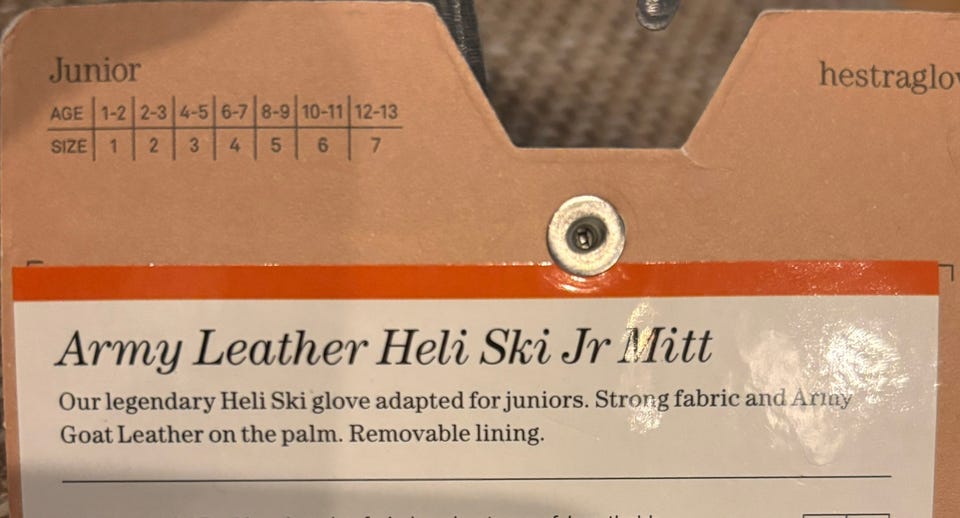 Junior
hestraglov
AGE 1-2 2-3 4-5 6-7 8-9 10-11 12-13
SIZE 1 2 3 4 5 6 7
Army Leather Heli Ski Jr Mitt
Our legendary Heli Ski glove adapted for juniors. Strong fabric and Army
Goat Leather on the palm. Removable lining.